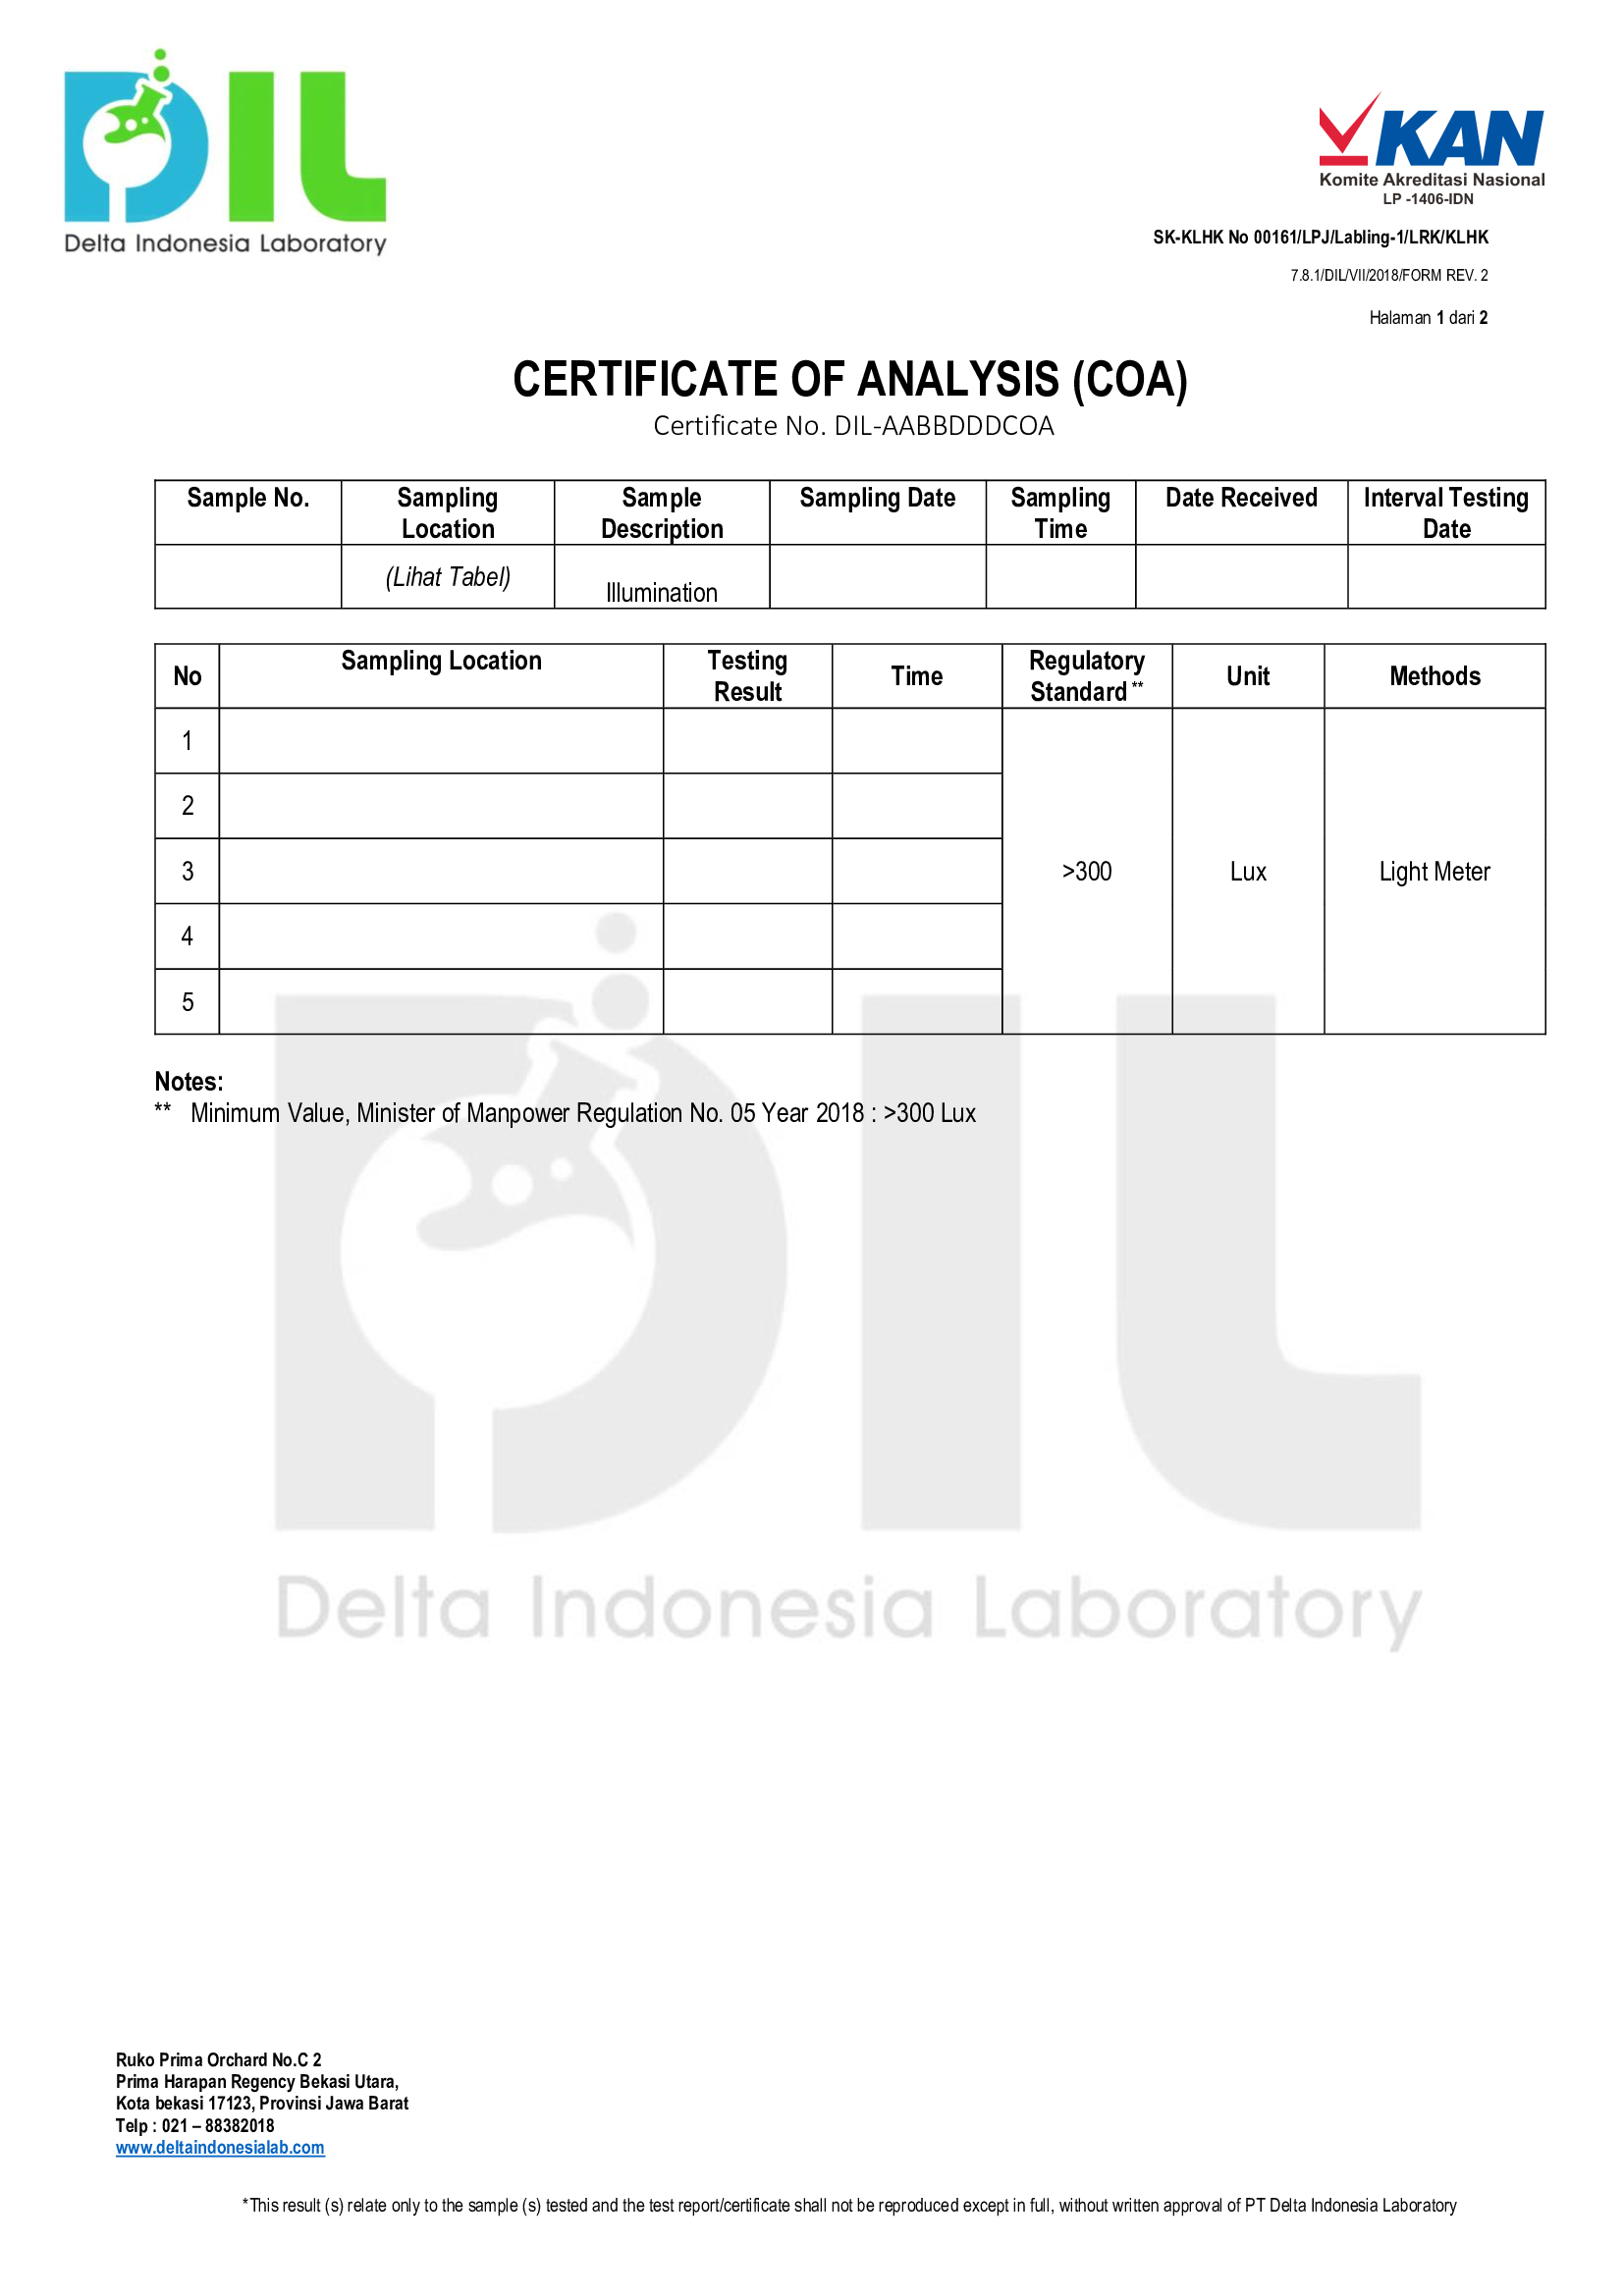 DIL
Delta Indonesia Laboratory
KAN
Komite Akreditasi Nasional
LP -1406-IDN
SK-KLHK No 00161/LPJ/Labling-1/LRK/KLHK
7.8.1/DIL/VII/2018/FORM REV. 2
Halaman 1 dari 2
CERTIFICATE OF ANALYSIS (COA)
Certificate No. DIL-AABBDDDCOA
Sample No. Sampling Location Sample Description Sampling Date Sampling Time Date Received Interval Testing Date
(Lihat Tabel) Illumination
No Sampling Location Testing Result Time Regulatory Standard ** Unit Methods
1
2
3 >300 Lux Light Meter
4
5
Notes:
** Minimum Value, Minister of Manpower Regulation No. 05 Year 2018 : >300 Lux
DIL
Delta Indonesia Laboratory
Ruko Prima Orchard No.C 2
Prima Harapan Regency Bekasi Utara,
Kota bekasi 17123, Provinsi Jawa Barat
Telp : 021 – 88382018
www.deltaindonesialab.com
*This result (s) relate only to the sample (s) tested and the test report/certificate shall not be reproduced except in full, without written approval of PT Delta Indonesia Laboratory